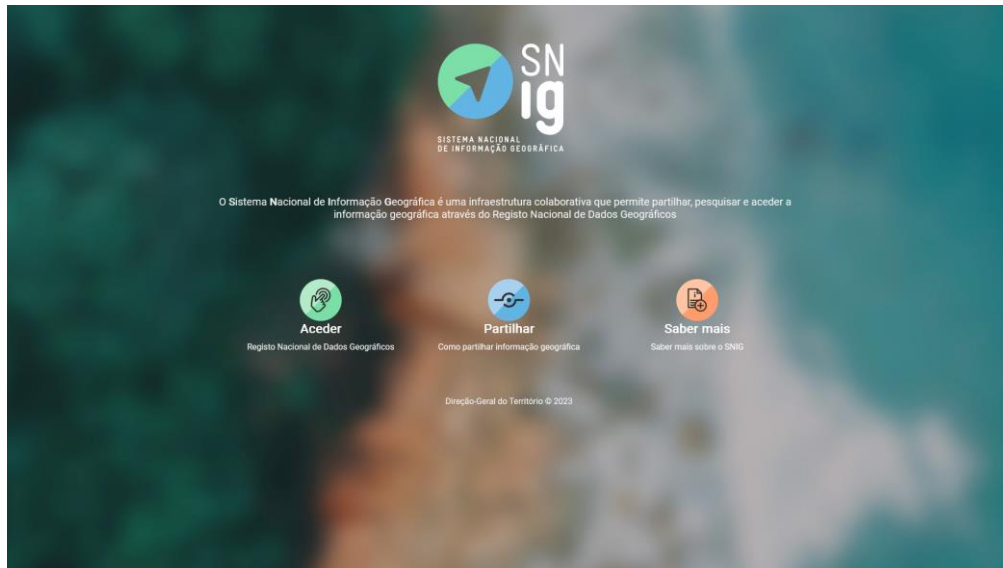 SN
ig
SISTEMA NACIONAL
DE INFORMAÇÃO GEOGRÁFICA
O Sistema Nacional de Informação Geográfica é uma infraestrutura colaborativa que permite partilhar, pesquisar e aceder a
informação geográfica através do Registo Nacional de Dados Geográficos
Aceder
Partilhar
Saber mais
Registo Nacional de Dados Geográficos
Como partilhar informação geográfica
Saber mais sobre o SNIG
Direção-Geral do Território © 2023